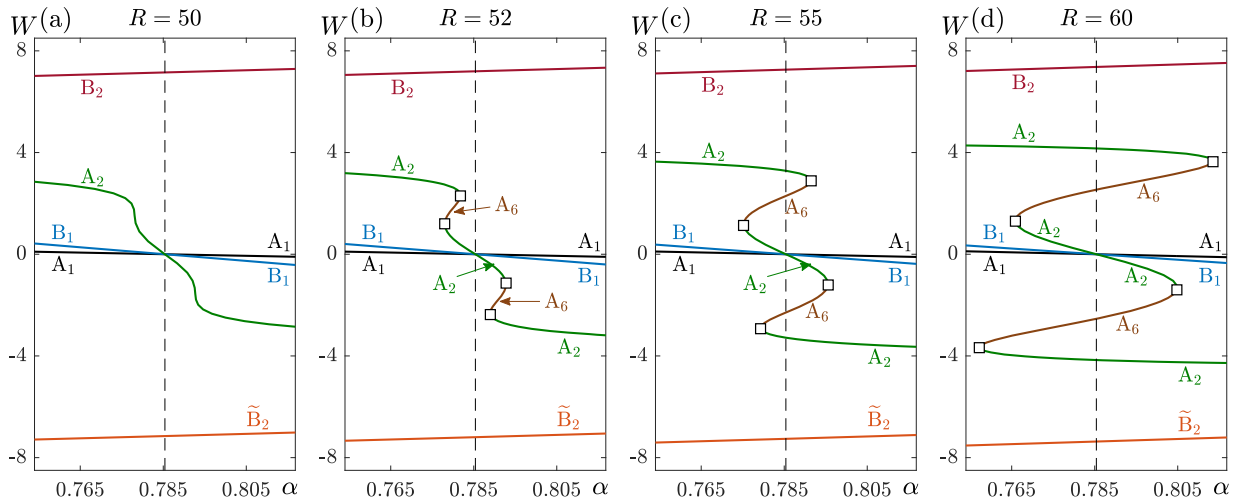 W (a) R = 50
8
4
0
-4
-8
B₂
A₂
B₁
A₁
A₁
B₁
B̃₂
0.765 0.785 0.805 α
W (b) R = 52
8
4
0
-4
-8
B₂
A₂
A₆
B₁
A₁
A₁
B₁
A₂
A₆
A₂
B̃₂
0.765 0.785 0.805 α
W (c) R = 55
8
4
0
-4
-8
B₂
A₂
A₆
B₁
A₁
A₁
B₁
A₂
A₆
A₂
B̃₂
0.765 0.785 0.805 α
W (d) R = 60
8
4
0
-4
-8
B₂
A₂
A₆
A₂
B₁
A₁
A₁
B₁
A₂
A₆
A₂
B̃₂
0.765 0.785 0.805 α